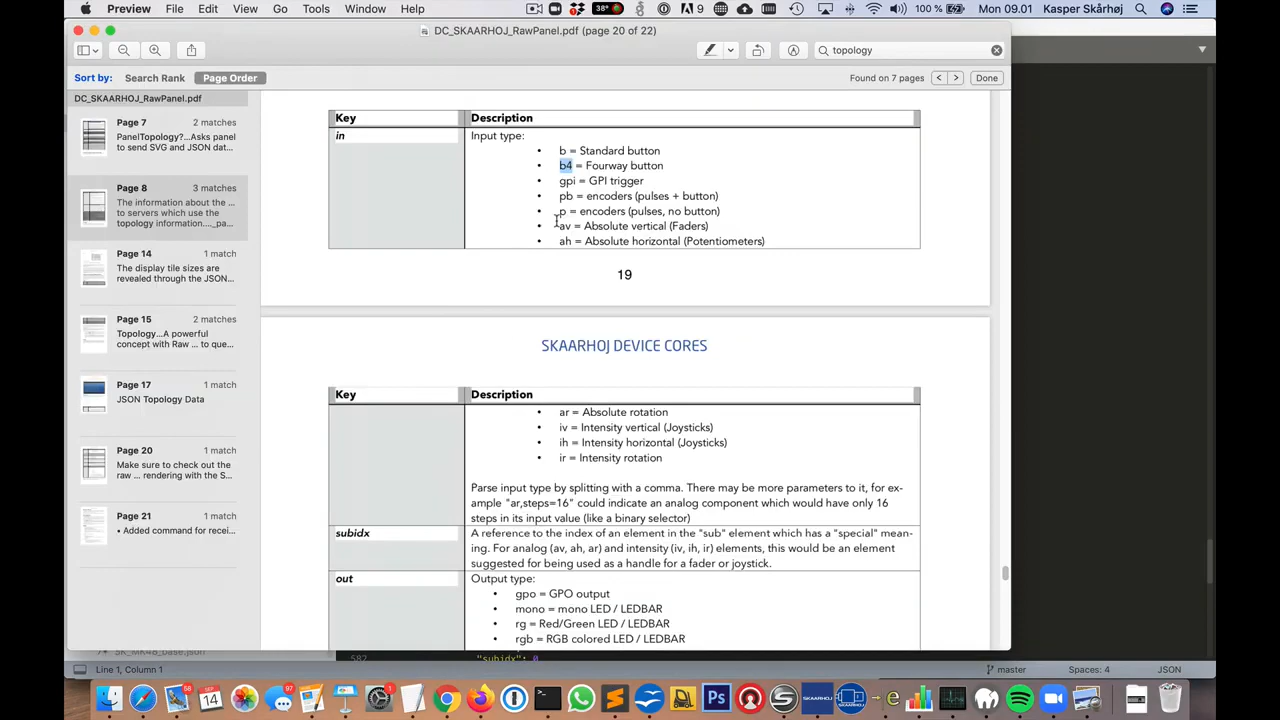 Preview File Edit View Go Tools Window Help 9 38° 100 % Mon 09.01 Kasper Skårhøj
DC_SKAARHOJ_RawPanel.pdf (page 20 of 22)
topology
Sort by: Search Rank Page Order Found on 7 pages Done
DC_SKAARHOJ_RawPanel.pdf
Page 7 2 matches
PanelTopology?...Asks panel
to send SVG and JSON dat...
Page 8 3 matches
The information about the ...
to servers which use the
topology information...._pa...
Page 14 1 match
The display tile sizes are
revealed through the JSON...
Page 15 2 matches
Topology...A powerful
concept with Raw ... to que...
Page 17 1 match
JSON Topology Data
Page 20 1 match
Make sure to check out the
raw ... rendering with the S...
Page 21 1 match
• Added command for recei...
Key Description
in Input type:
• b = Standard button
• b4 = Fourway button
• gpi = GPI trigger
• pb = encoders (pulses + button)
• p = encoders (pulses, no button)
• av = Absolute vertical (Faders)
• ah = Absolute horizontal (Potentiometers)
19
SKAARHOJ DEVICE CORES
Key Description
• ar = Absolute rotation
• iv = Intensity vertical (Joysticks)
• ih = Intensity horizontal (Joysticks)
• ir = Intensity rotation
Parse input type by splitting with a comma. There may be more parameters to it, for ex-
ample "ar,steps=16" could indicate an analog component which would have only 16
steps in its input value (like a binary selector)
subidx A reference to the index of an element in the "sub" element which has a "special" mean-
ing. For analog (av, ah, ar) and intensity (iv, ih, ir) elements, this would be an element
suggested for being used as a handle for a fader or joystick.
out Output type:
• gpo = GPO output
• mono = mono LED / LEDBAR
• rg = Red/Green LED / LEDBAR
• rgb = RGB colored LED / LEDBAR
582 "subidx": 0
Line 1, Column 1 master Spaces: 4 JSON
SKAARHOJ